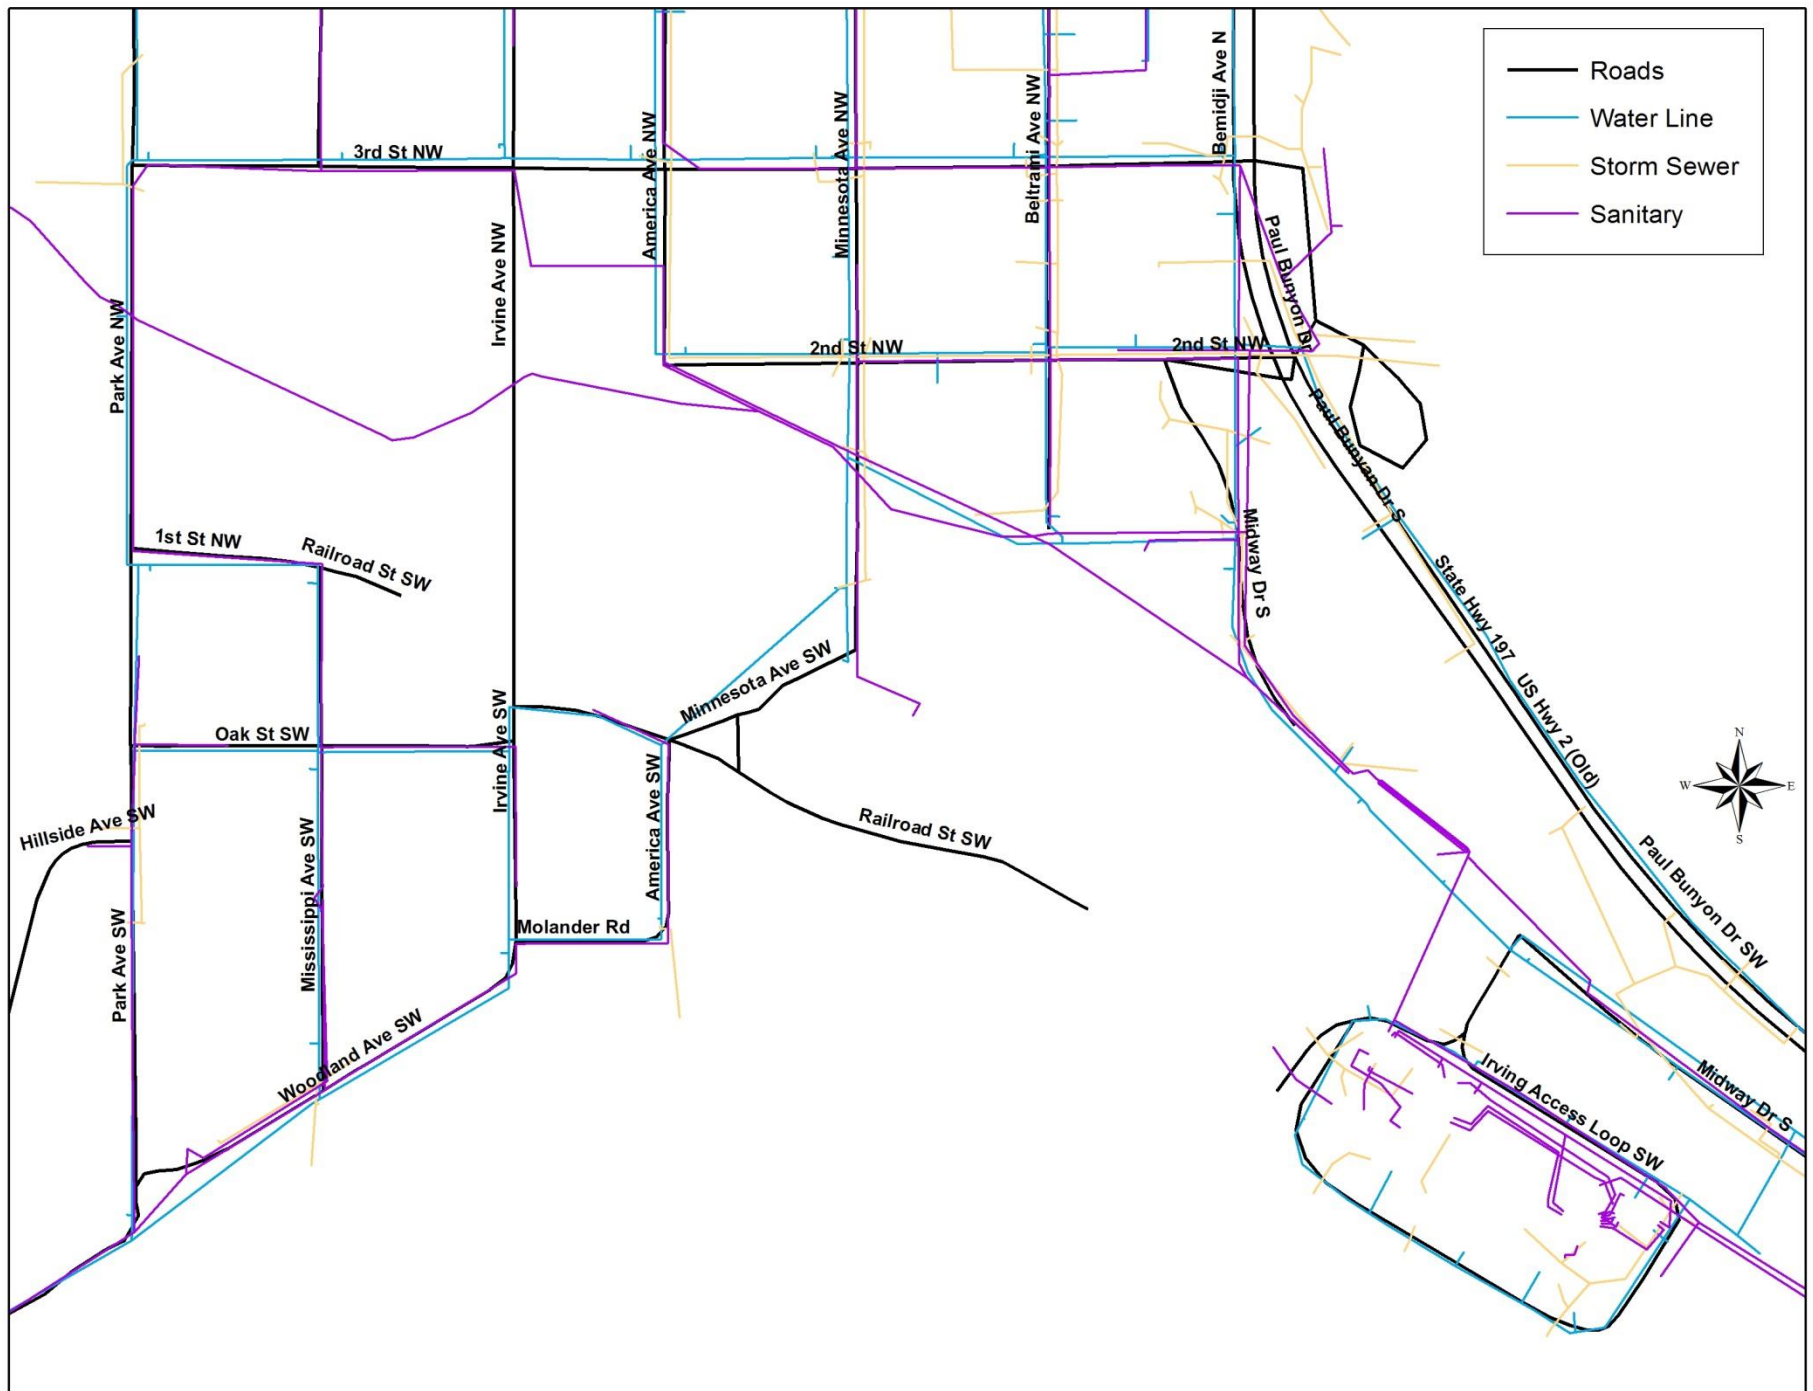 Roads
Water Line
Storm Sewer
Sanitary
3rd St NW
America Ave NW
Minnesota Ave NW
Beltrami Ave NW
Bemidji Ave N
Park Ave NW
Irvine Ave NW
2nd St NW
2nd St NW
Paul Bunyon Dr
Paul Bunyan Dr S
1st St NW
Railroad St SW
Midway Dr S
State Hwy 197
US Hwy 2 (Old)
Minnesota Ave SW
Oak St SW
Irvine Ave SW
America Ave SW
N
W
E
S
Hillside Ave SW
Mississippi Ave SW
Railroad St SW
Paul Bunyon Dr SW
Park Ave SW
Molander Rd
Woodland Ave SW
Irving Access Loop SW
Midway Dr S